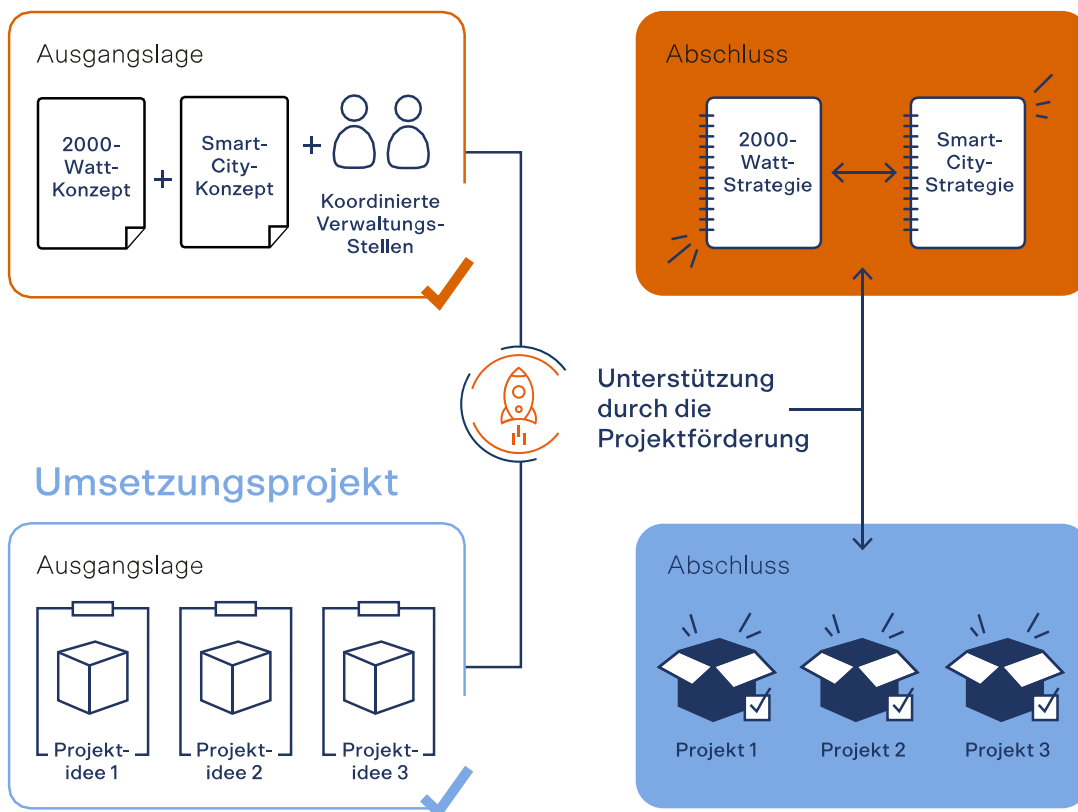 Ausgangslage
2000-
Watt-
Konzept
+
Smart-
City-
Konzept
+
Koordinierte
Verwaltungs-
Stellen
Abschluss
2000-
Watt-
Strategie
Smart-
City-
Strategie
Unterstützung
durch die
Projektförderung
Umsetzungsprojekt
Ausgangslage
Projekt-
idee 1
Projekt-
idee 2
Projekt-
idee 3
Abschluss
Projekt 1
Projekt 2
Projekt 3